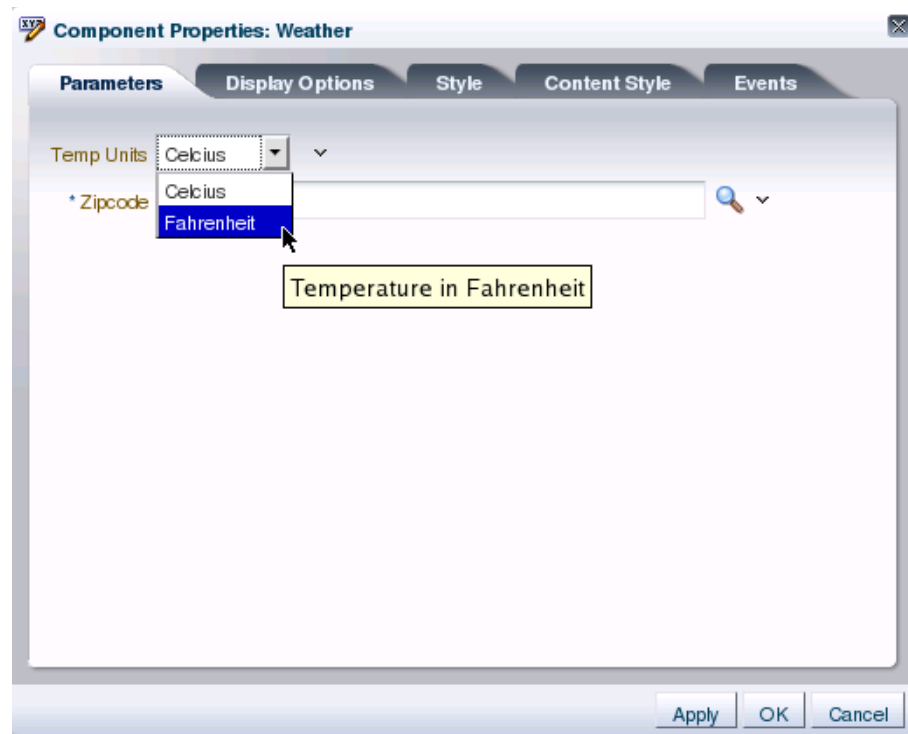 Component Properties: Weather
Parameters Display Options Style Content Style Events
Temp Units Celcius
* Zipcode
Celcius
Fahrenheit
Temperature in Fahrenheit
Apply OK Cancel